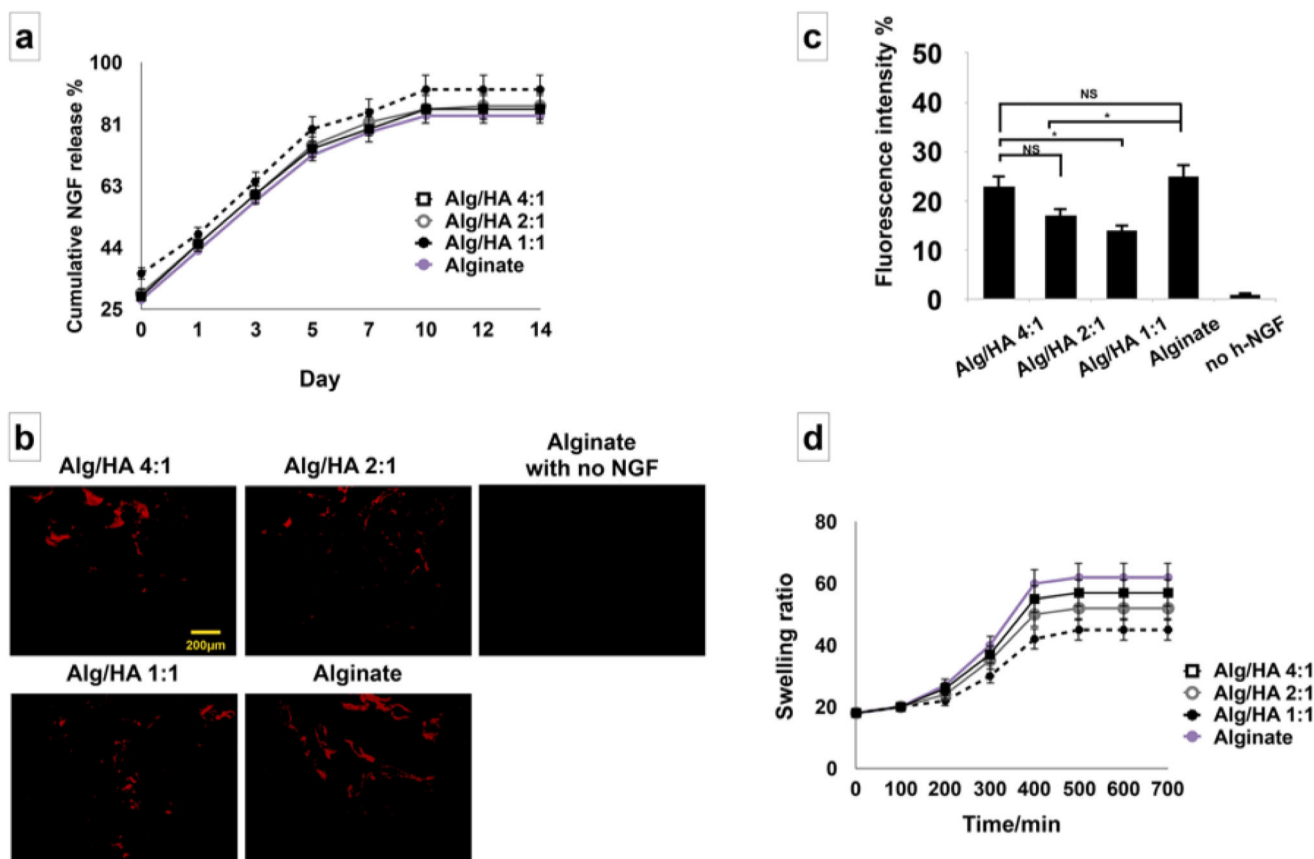 a
Cumulative NGF release %
100
81
63
44
25
0 1 3 5 7 10 12 14
Day
Alg/HA 4:1
Alg/HA 2:1
Alg/HA 1:1
Alginate
c
Fluorescence intensity %
50
40
30
20
10
0
NS
*
*
NS
Alg/HA 4:1
Alg/HA 2:1
Alg/HA 1:1
Alginate
no h-NGF
b
Alg/HA 4:1
Alg/HA 2:1
Alginate
with no NGF
200µm
Alg/HA 1:1
Alginate
d
Swelling ratio
80
60
40
20
0
0 100 200 300 400 500 600 700
Time/min
Alg/HA 4:1
Alg/HA 2:1
Alg/HA 1:1
Alginate